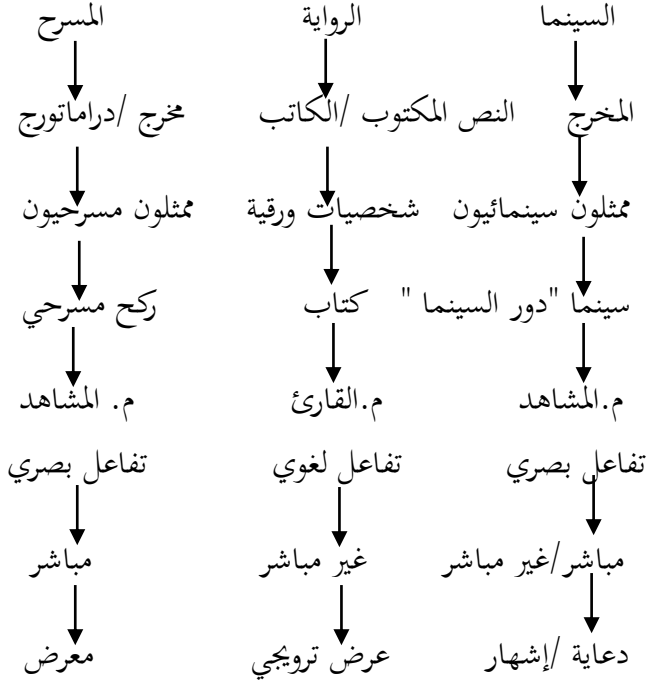 السينما الرواية المسرح
المخرج النص المكتوب /الكاتب مخرج /دراماتورج
ممثلون سينمائيون شخصيات ورقية ممثلون مسرحيون
سينما "دور السينما " كتاب ركح مسرحي
م.المشاهد م.القارئ م. المشاهد
تفاعل بصري تفاعل لغوي تفاعل بصري
مباشر/غير مباشر غير مباشر مباشر
دعاية /إشهار عرض ترويجي معرض